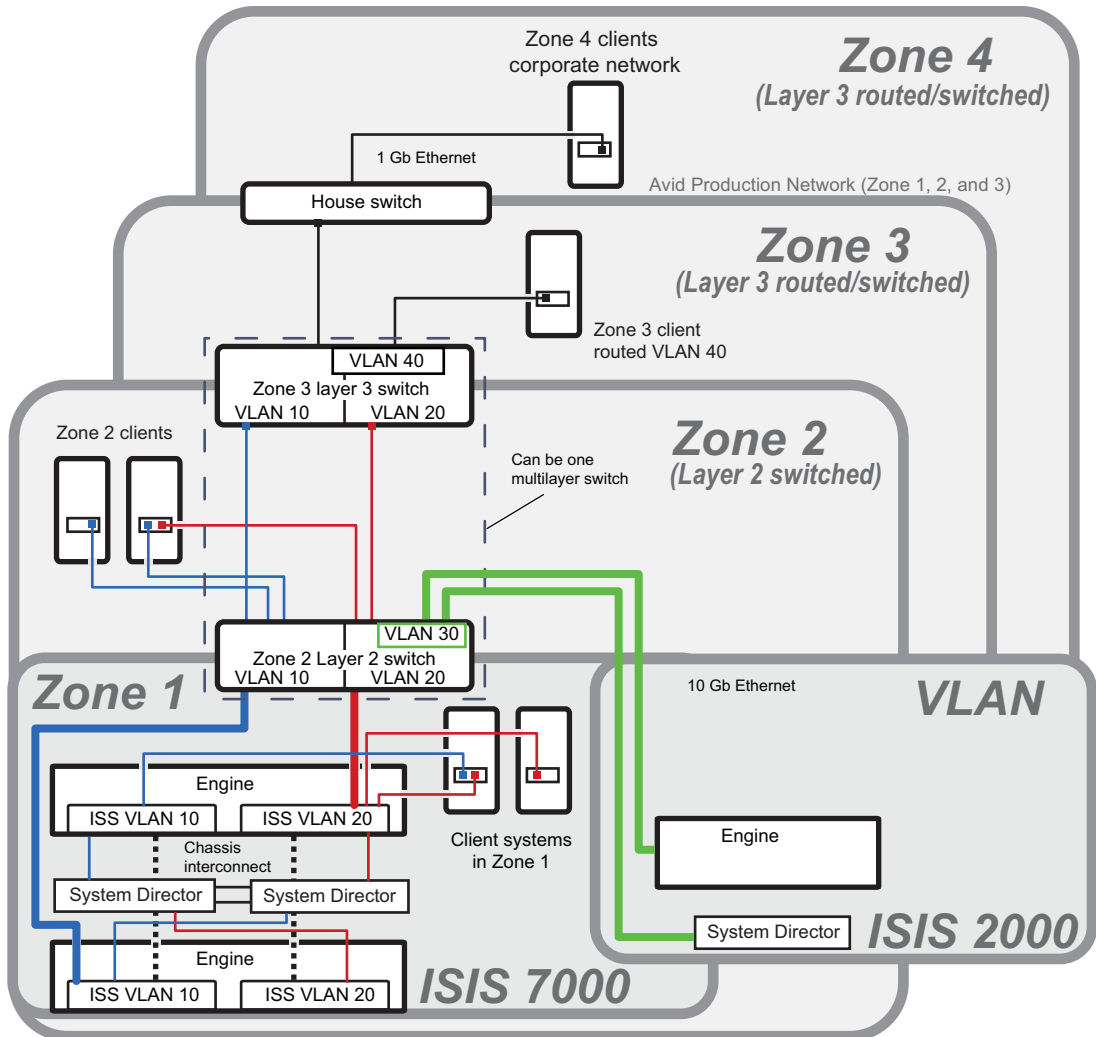 Zone 4 clients
corporate network
Zone 4
(Layer 3 routed/switched)
1 Gb Ethernet
Avid Production Network (Zone 1, 2, and 3)
House switch
Zone 3
(Layer 3 routed/switched)
Zone 3 client
routed VLAN 40
VLAN 40
Zone 3 layer 3 switch
VLAN 10
VLAN 20
Zone 2 clients
Zone 2
(Layer 2 switched)
Can be one
multilayer switch
VLAN 30
Zone 2 Layer 2 switch
VLAN 10
VLAN 20
Zone 1
10 Gb Ethernet
VLAN
Engine
ISS VLAN 10
ISS VLAN 20
Chassis
interconnect
Client systems
in Zone 1
Engine
System Director
System Director
System Director
ISIS 2000
Engine
ISS VLAN 10
ISS VLAN 20
ISIS 7000